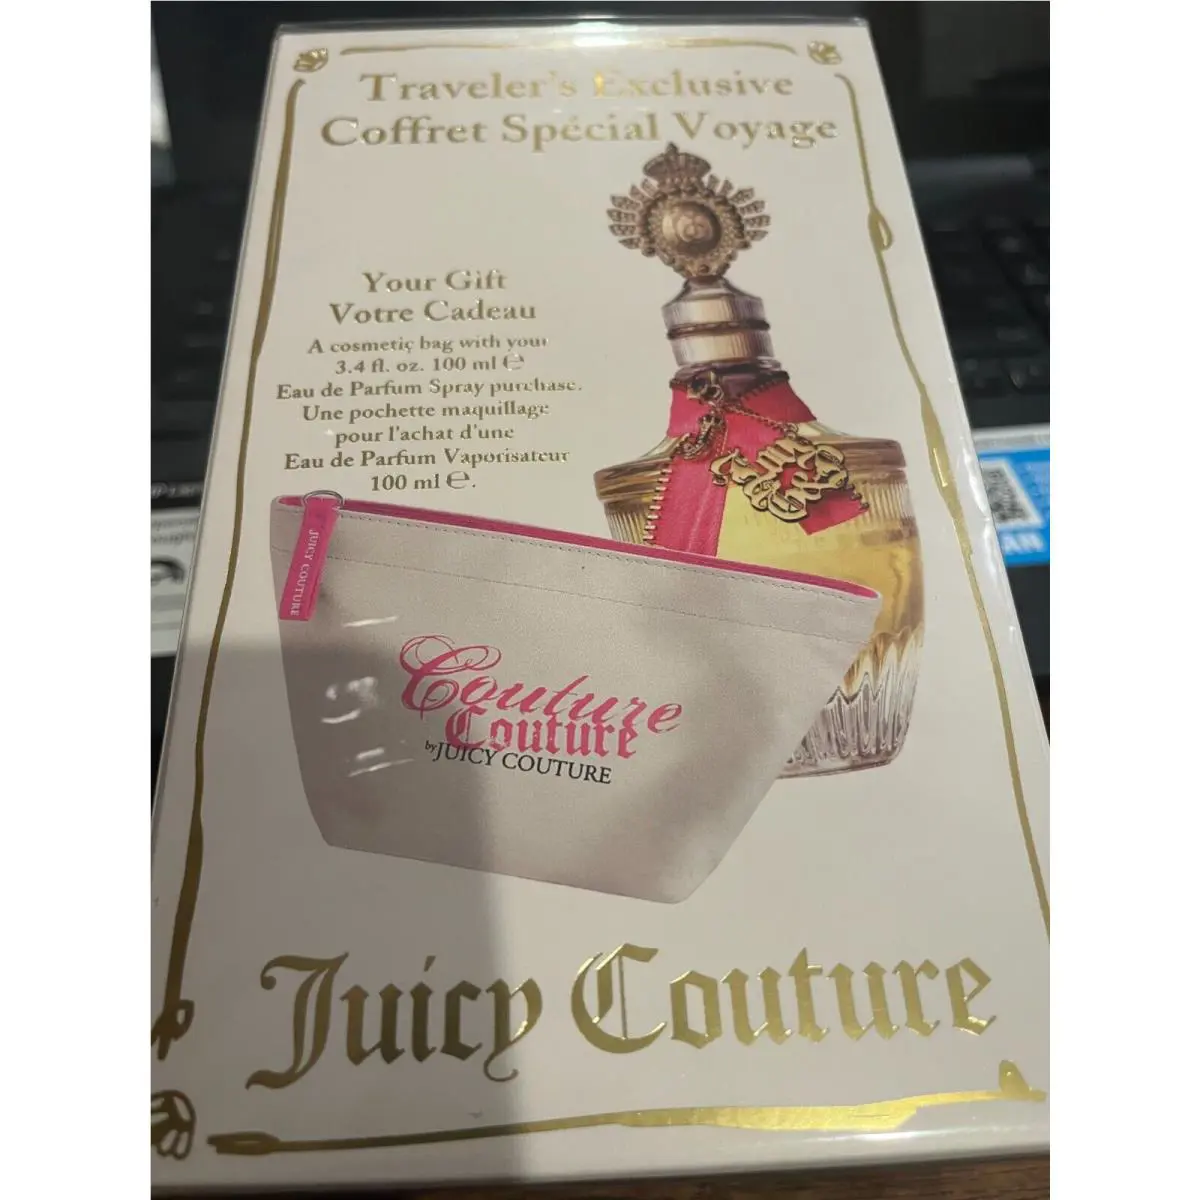 Traveler's Exclusive
Coffret Spécial Voyage
Your Gift
Votre Cadeau
A cosmetic bag with your
3.4 fl. oz. 100 ml ℮
Eau de Parfum Spray purchase.
Une pochette maquillage
pour l'achat d'une
Eau de Parfum Vaporisateur
100 ml ℮.
JUICY COUTURE
Couture
Couture
by JUICY COUTURE
Juicy Couture